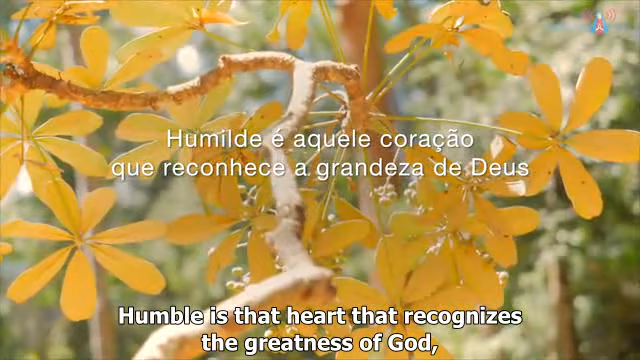 Humilde é aquele coração
que reconhece a grandeza de Deus
Humble is that heart that recognizes
the greatness of God,